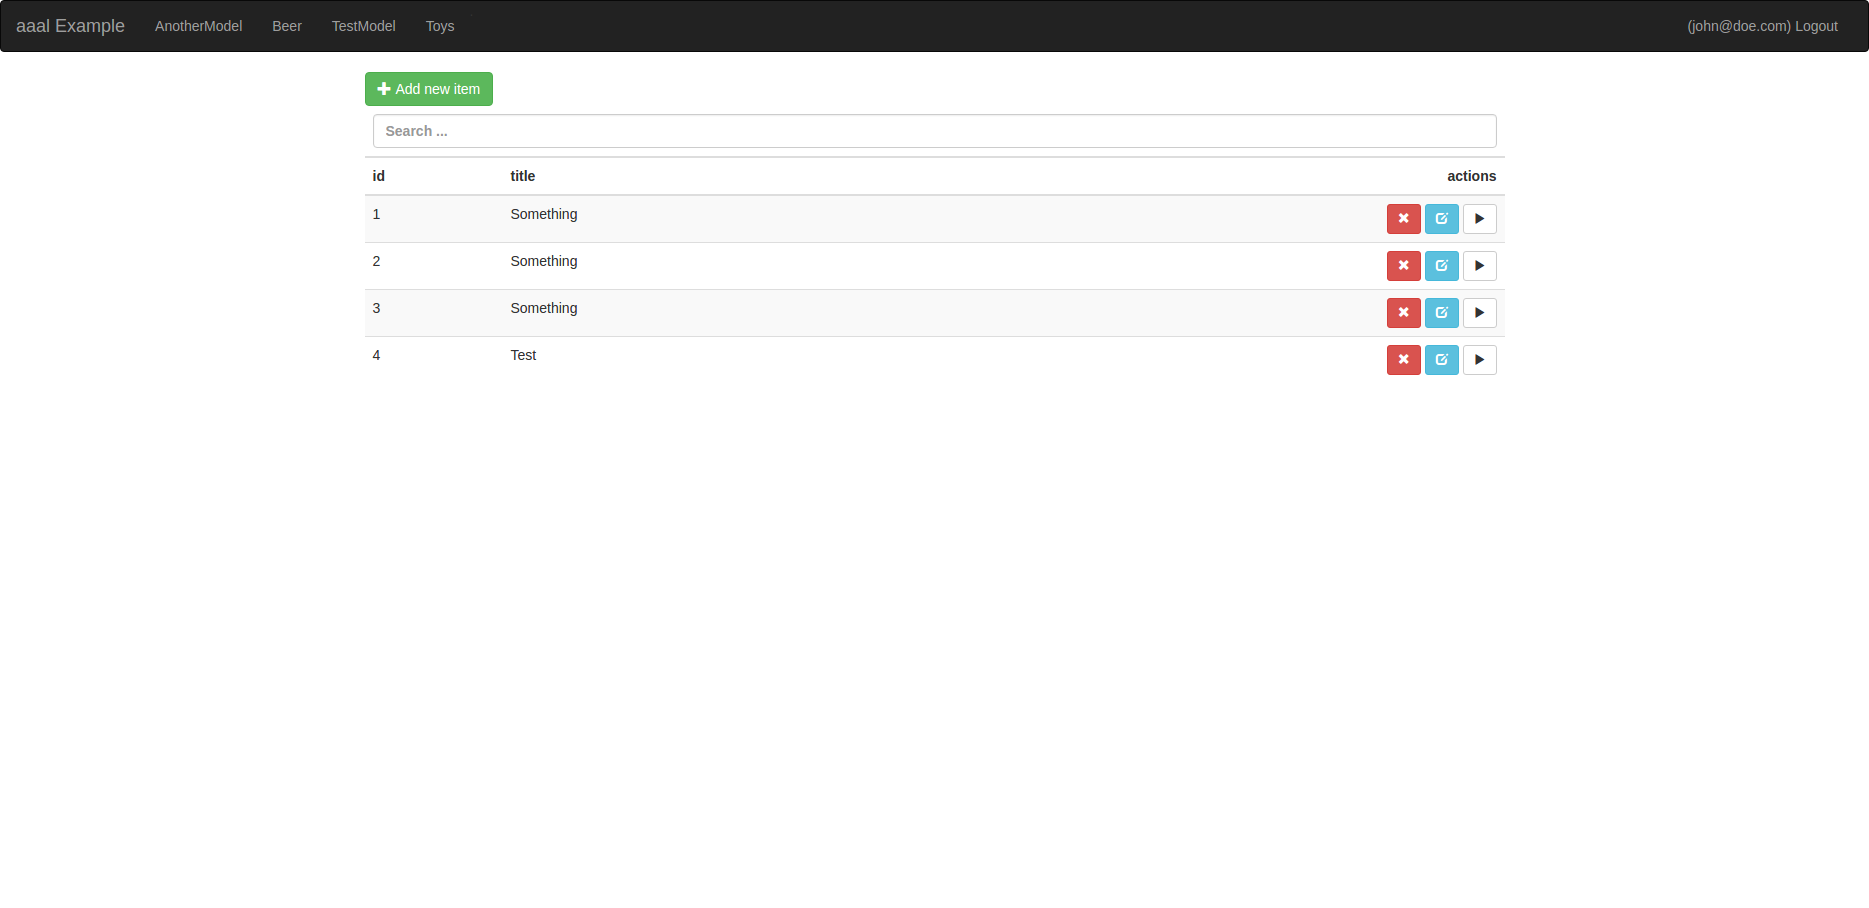 aaal Example AnotherModel Beer TestModel Toys (john@doe.com) Logout
Add new item
Search ...
id title actions
1 Something
2 Something
3 Something
4 Test